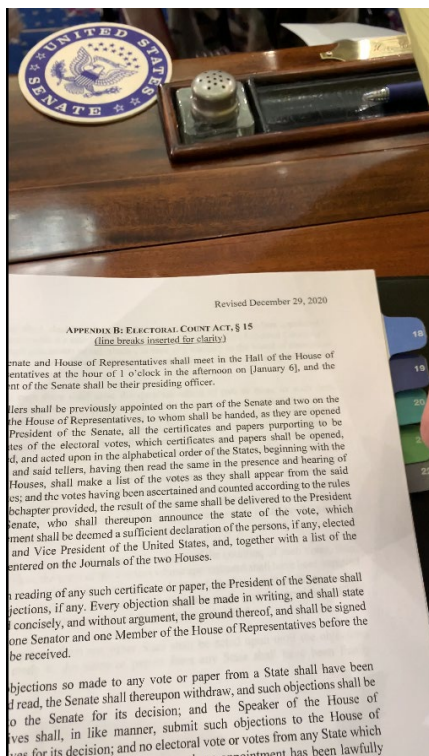 UNITED STATES
SENATE
Revised December 29, 2020
APPENDIX B: ELECTORAL COUNT ACT, § 15
(line breaks inserted for clarity)
enate and House of Representatives shall meet in the Hall of the House of
entatives at the hour of 1 o'clock in the afternoon on [January 6], and the
nt of the Senate shall be their presiding officer.
llers shall be previously appointed on the part of the Senate and two on the
the House of Representatives, to whom shall be handed, as they are opened
President of the Senate, all the certificates and papers purporting to be
tes of the electoral votes, which certificates and papers shall be opened,
d, and acted upon in the alphabetical order of the States, beginning with the
and said tellers, having then read the same in the presence and hearing of
Houses, shall make a list of the votes as they shall appear from the said
es; and the votes having been ascertained and counted according to the rules
bchapter provided, the result of the same shall be delivered to the President
Senate, who shall thereupon announce the state of the vote, which
ment shall be deemed a sufficient declaration of the persons, if any, elected
and Vice President of the United States, and, together with a list of the
entered on the Journals of the two Houses.
reading of any such certificate or paper, the President of the Senate shall
jections, if any. Every objection shall be made in writing, and shall state
concisely, and without argument, the ground thereof, and shall be signed
one Senator and one Member of the House of Representatives before the
be received.
bjections so made to any vote or paper from a State shall have been
d read, the Senate shall thereupon withdraw, and such objections shall be
o the Senate for its decision; and the Speaker of the House of
ives shall, in like manner, submit such objections to the House of
ves for its decision; and no electoral vote or votes from any State which
appointment has been lawfully
18
19
20